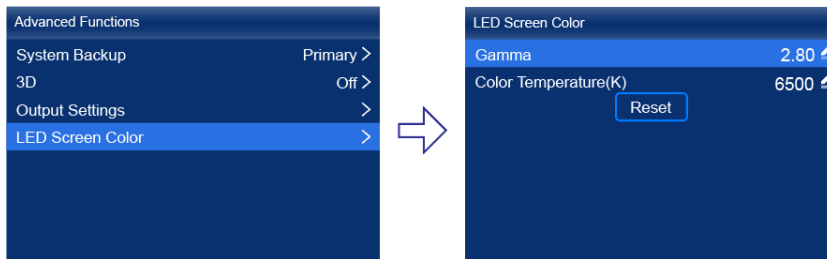 Advanced Functions
System Backup Primary >
3D Off >
Output Settings >
LED Screen Color >
LED Screen Color
Gamma 2.80
Color Temperature(K) 6500
Reset